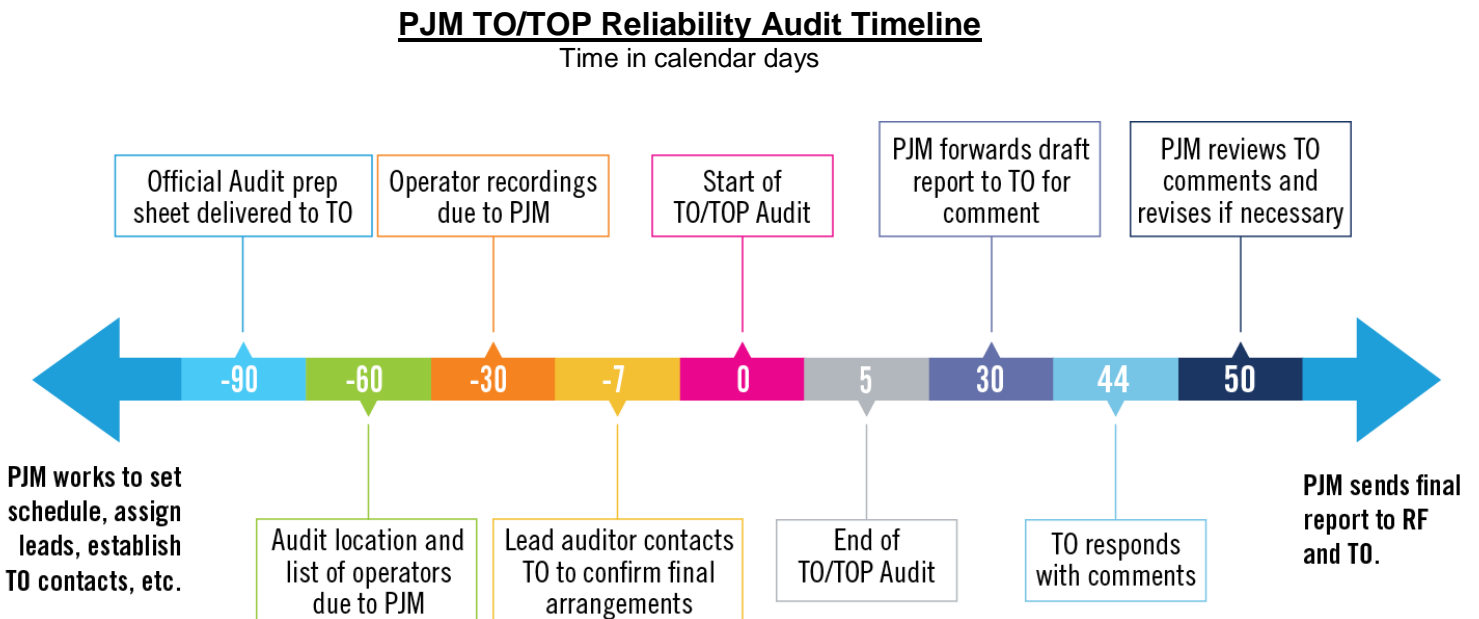 PJM TO/TOP Reliability Audit Timeline
Time in calendar days
Official Audit prep
sheet delivered to TO
Operator recordings
due to PJM
Start of
TO/TOP Audit
PJM forwards draft
report to TO for
comment
PJM reviews TO
comments and
revises if necessary
-90
-60
-30
-7
0
5
30
44
50
PJM works to set
schedule, assign
leads, establish
TO contacts, etc.
Audit location and
list of operators
due to PJM
Lead auditor contacts
TO to confirm final
arrangements
End of
TO/TOP Audit
TO responds
with comments
PJM sends final
report to RF
and TO.